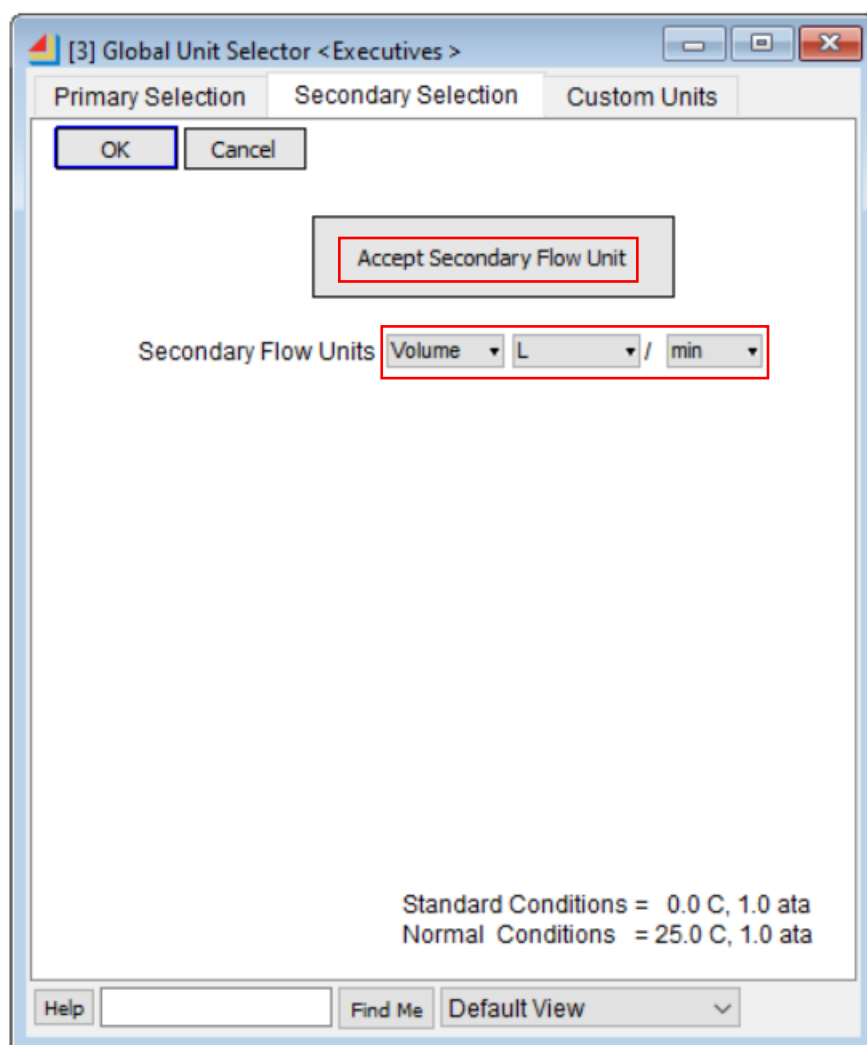 [3] Global Unit Selector <Executives >
Primary Selection Secondary Selection Custom Units
OK Cancel
Accept Secondary Flow Unit
Secondary Flow Units Volume L / min
Standard Conditions = 0.0 C, 1.0 ata
Normal Conditions = 25.0 C, 1.0 ata
Help Find Me Default View